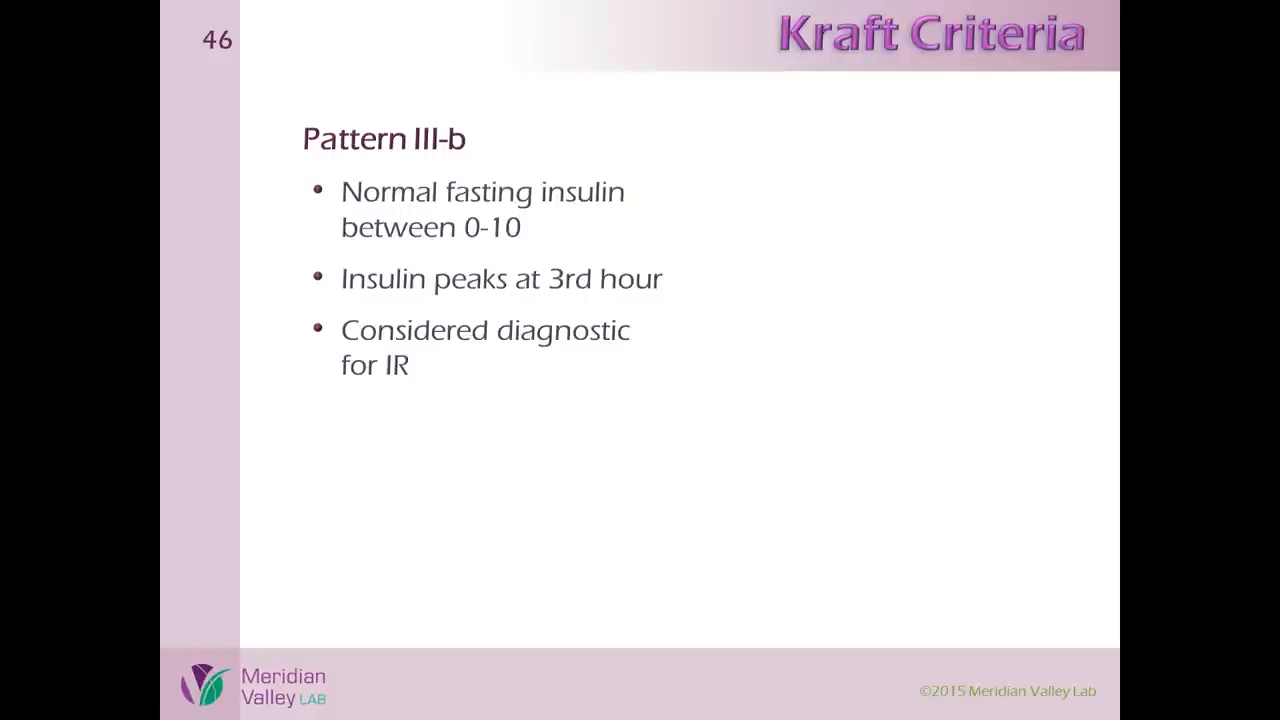 46
Kraft Criteria
Pattern III-b
• Normal fasting insulin
between 0-10
• Insulin peaks at 3rd hour
• Considered diagnostic
for IR
Meridian
Valley LAB
©2015 Meridian Valley Lab